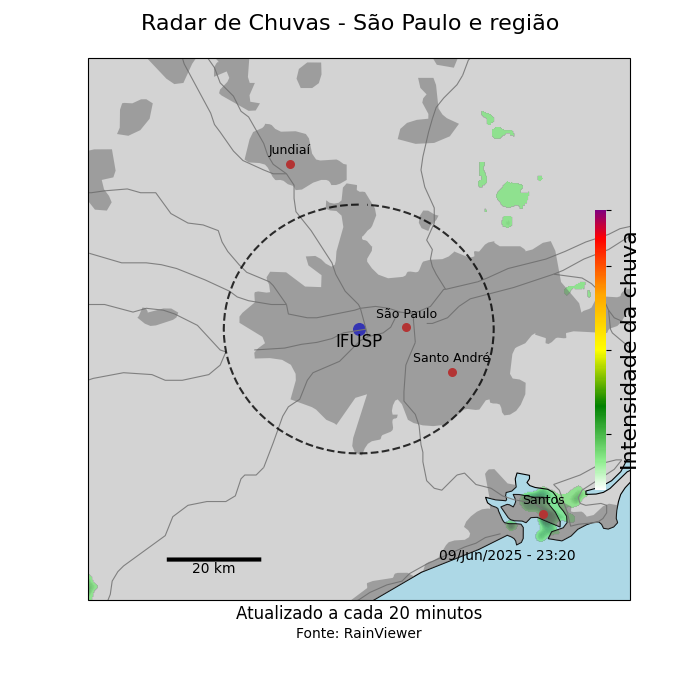 Radar de Chuvas - São Paulo e região
Jundiaí
São Paulo
IFUSP
Santo André
Intensidade da chuva
Santos
09/Jun/2025 - 23:20
20 km
Atualizado a cada 20 minutos
Fonte: RainViewer